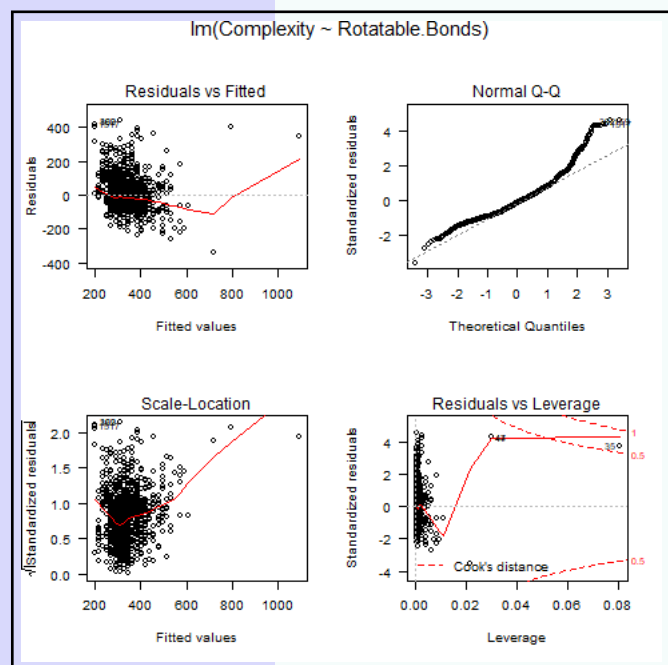 lm(Complexity ~ Rotatable.Bonds)
Residuals vs Fitted
Residuals
400
200
0
-200
-400
200 400 600 800 1000
Fitted values
Normal Q-Q
Standardized residuals
4
2
0
-2
-3 -2 -1 0 1 2 3
Theoretical Quantiles
Scale-Location
√|Standardized residuals|
2.0
1.5
1.0
0.5
0.0
200 400 600 800 1000
Fitted values
Residuals vs Leverage
Standardized residuals
4
2
0
-2
-4
1
0.5
35
0.5
Cook's distance
0.00 0.02 0.04 0.06 0.08
Leverage